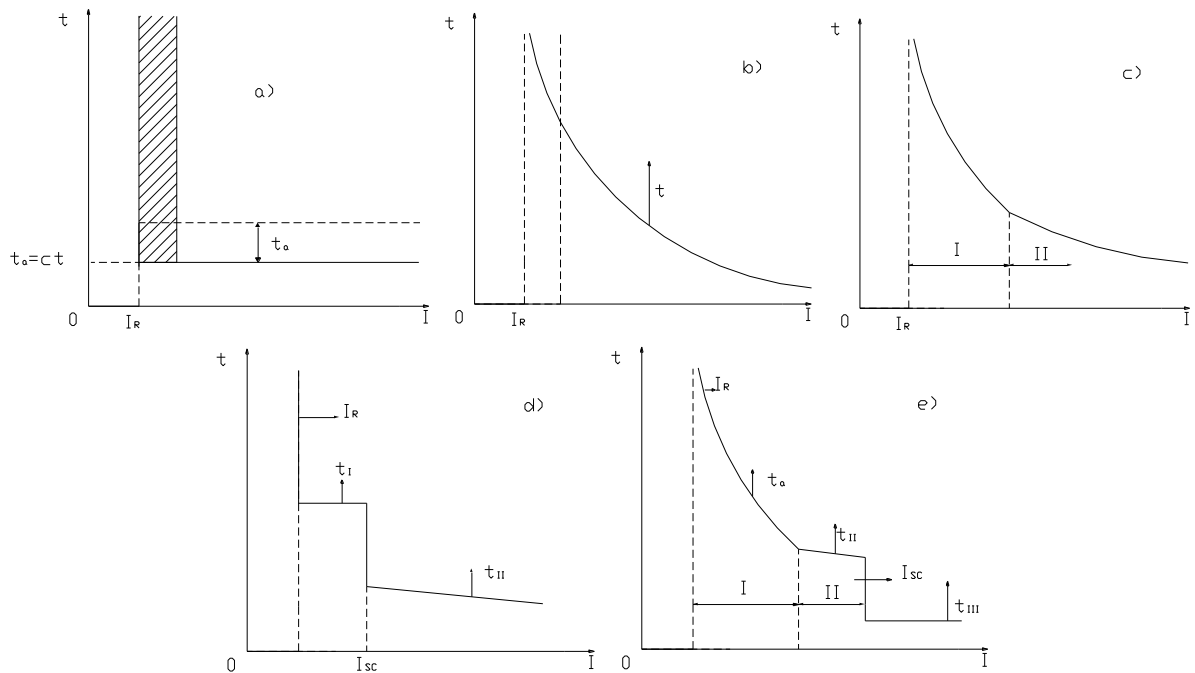 t
a)
tₐ
tₐ=ct
0
I_R
I
t
b)
t
0
I_R
I
t
c)
I
II
0
I_R
I
t
d)
I_R
t_I
t_II
0
I_SC
I
t
e)
I_R
tₐ
t_II
I_SC
I
II
t_III
0
I